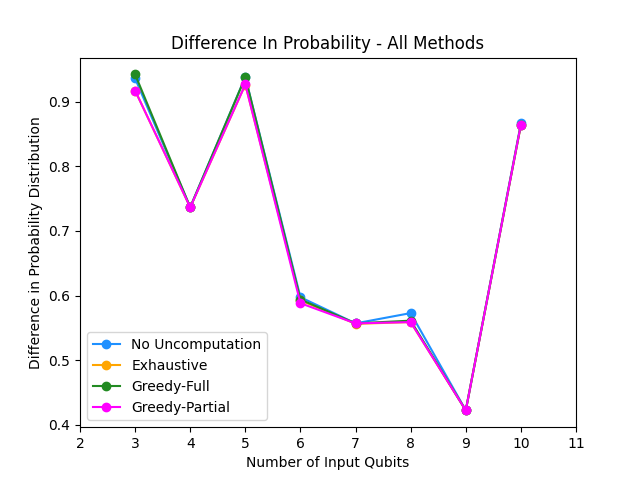 Difference In Probability - All Methods
Difference in Probability Distribution
0.9
0.8
0.7
0.6
0.5
0.4
No Uncomputation
Exhaustive
Greedy-Full
Greedy-Partial
2 3 4 5 6 7 8 9 10 11
Number of Input Qubits